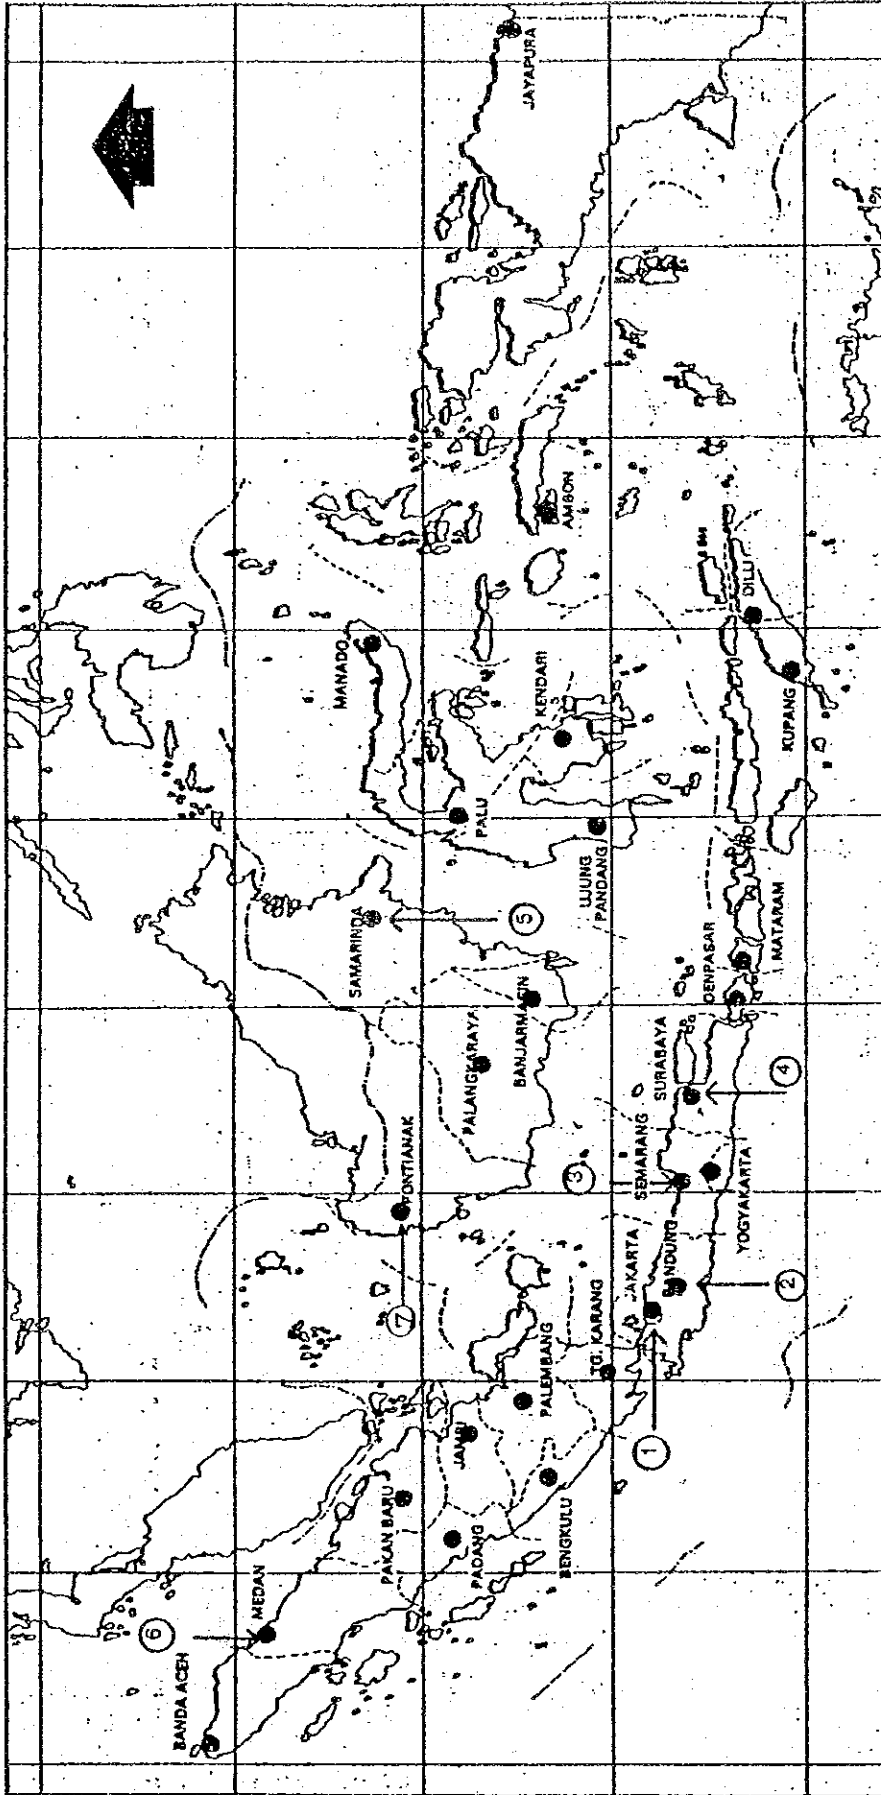 BANDA ACEH
MEDAN
6
PAKAN BARU
PADANG
JAMBI
BENGKULU
PALEMBANG
TG. KARANG
1
JAKARTA
BANDUNG
2
SEMARANG
3
YOGYAKARTA
SURABAYA
4
DENPASAR
MATARAM
7
PONTIANAK
PALANGKARAYA
BANJARMASIN
SAMARINDA
5
PALU
UJUNG
PANDANG
MANADO
KENDARI
KUPANG
DILLI
AMBON
JAYAPURA